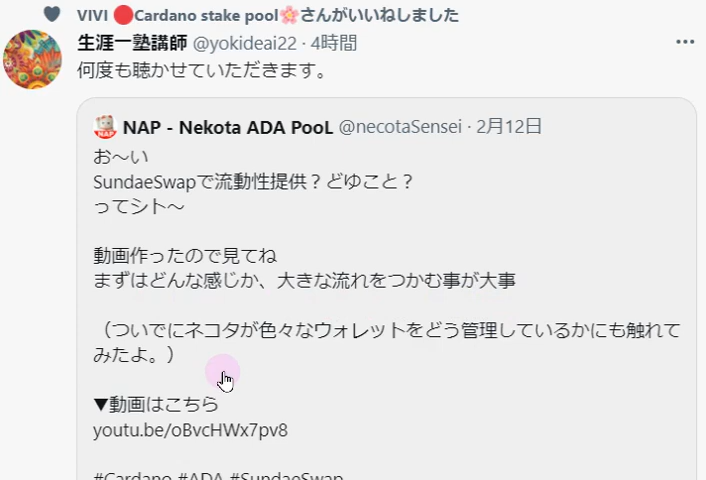 VIVI 🔴Cardano stake pool🌸さんがいいねしました
生涯一塾講師 @yokideai22 · 4時間
何度も聴かせていただきます。
NAP - Nekota ADA PooL @necotaSensei · 2月12日
お〜い
SundaeSwapで流動性提供？どゆこと？
ってシト〜
動画作ったので見てね
まずはどんな感じか、大きな流れをつかむ事が大事
（ついでにネコタが色々なウォレットをどう管理しているかにも触れて
みたよ。）
▼動画はこちら
youtu.be/oBvcHWx7pv8
#Cardano #ADA #SundaeSwap